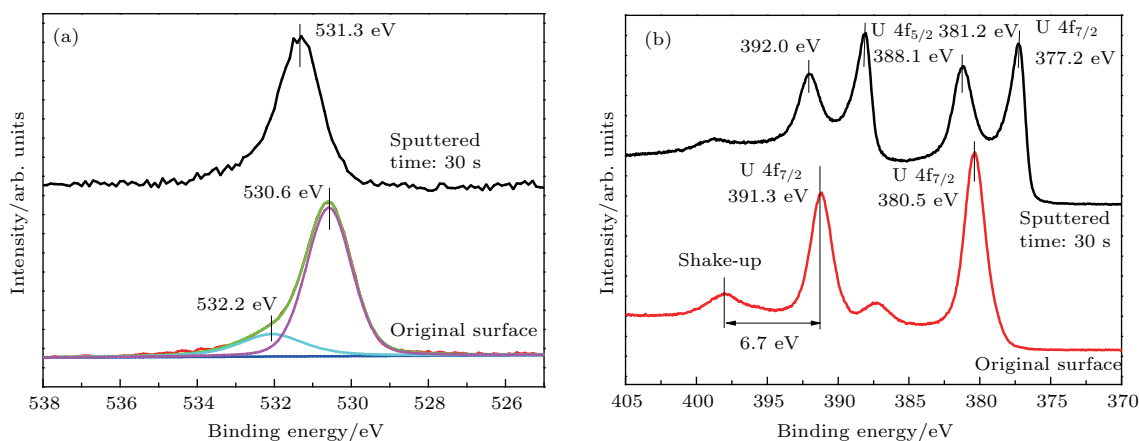 (a)
531.3 eV
Sputtered
time: 30 s
530.6 eV
532.2 eV
Original surface
Intensity/arb. units
538 536 534 532 530 528 526
Binding energy/eV
(b)
392.0 eV
U 4f5/2
388.1 eV
381.2 eV
U 4f7/2
377.2 eV
U 4f7/2
391.3 eV
U 4f7/2
380.5 eV
Sputtered
time: 30 s
Shake-up
6.7 eV
Original surface
Intensity/arb. units
405 400 395 390 385 380 375 370
Binding energy/eV